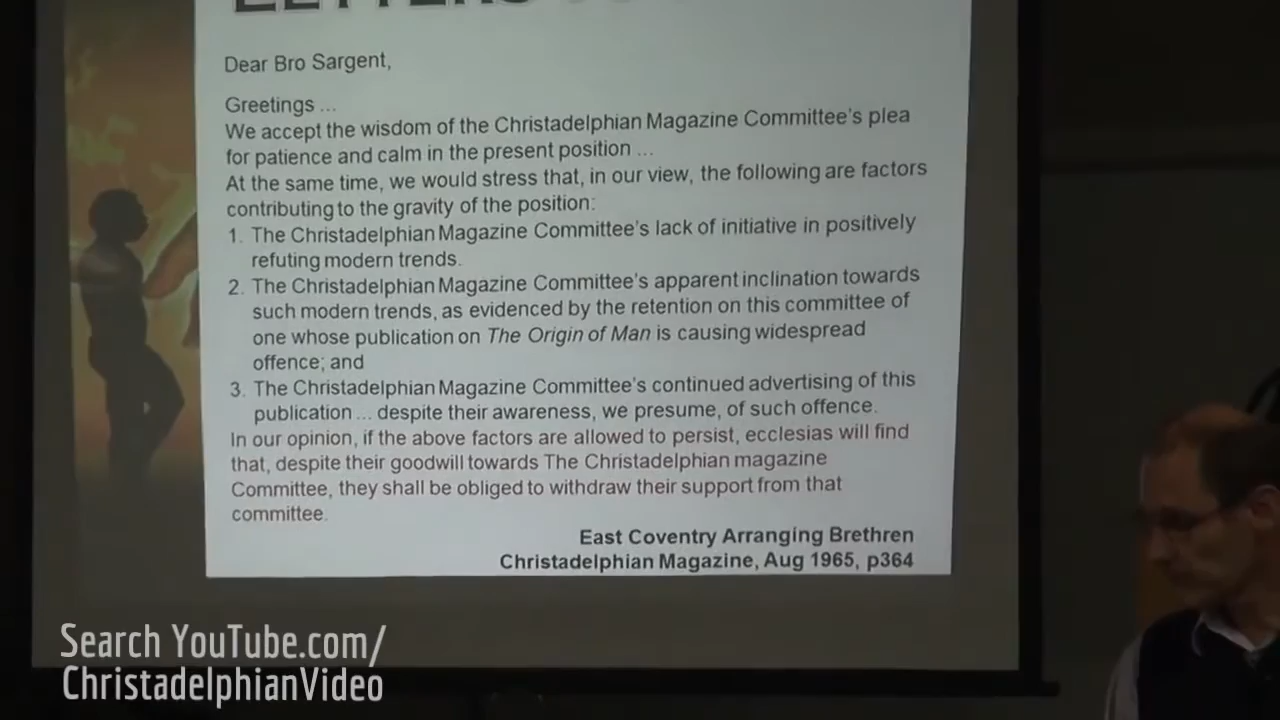 Dear Bro Sargent,
Greetings ...
We accept the wisdom of the Christadelphian Magazine Committee's plea
for patience and calm in the present position ...
At the same time, we would stress that, in our view, the following are factors
contributing to the gravity of the position:
1. The Christadelphian Magazine Committee's lack of initiative in positively
refuting modern trends.
2. The Christadelphian Magazine Committee's apparent inclination towards
such modern trends, as evidenced by the retention on this committee of
one whose publication on The Origin of Man is causing widespread
offence; and
3. The Christadelphian Magazine Committee's continued advertising of this
publication ... despite their awareness, we presume, of such offence.
In our opinion, if the above factors are allowed to persist, ecclesias will find
that, despite their goodwill towards The Christadelphian magazine
Committee, they shall be obliged to withdraw their support from that
committee.
East Coventry Arranging Brethren
Christadelphian Magazine, Aug 1965, p364
Search YouTube.com/
ChristadelphianVideo